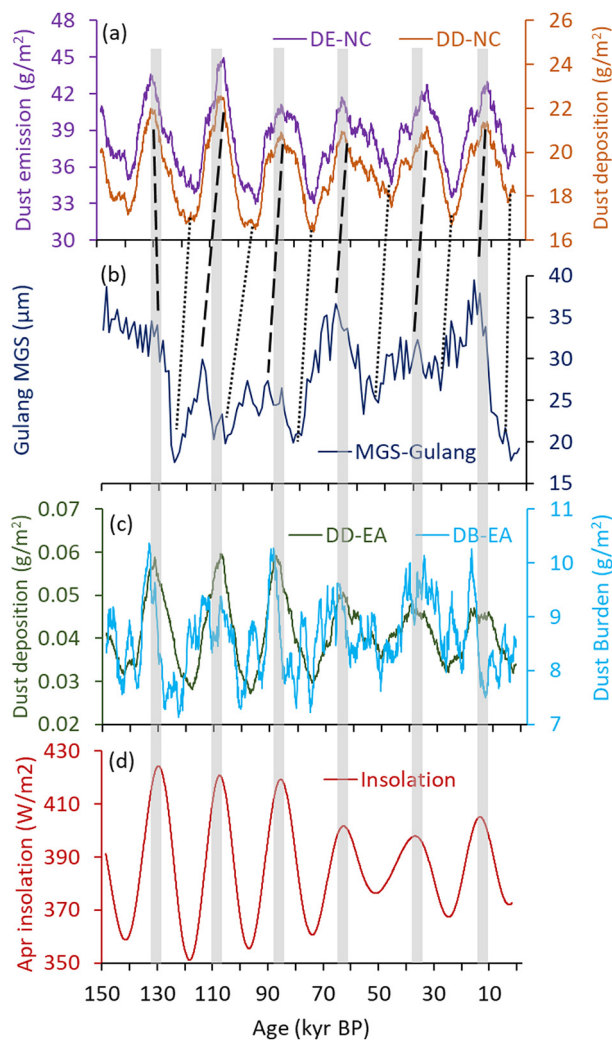 (a)
DE-NC
DD-NC
Dust emission (g/m²)
48
45
42
39
36
33
30
Dust deposition (g/m²)
26
24
22
20
18
16
(b)
Gulang MGS (μm)
40
35
30
25
20
15
MGS-Gulang
(c)
DD-EA
DB-EA
Dust deposition (g/m²)
0.07
0.06
0.05
0.04
0.03
0.02
Dust Burden (g/m²)
11
10
9
8
7
(d)
Insolation
Apr insolation (W/m2)
430
410
390
370
350
150 130 110 90 70 50 30 10
Age (kyr BP)